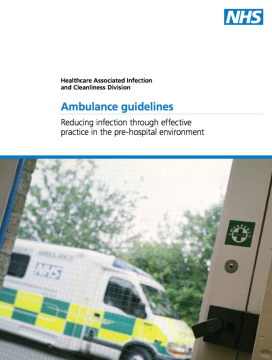 NHS
Healthcare Associated Infection
and Cleanliness Division
Ambulance guidelines
Reducing infection through effective
practice in the pre-hospital environment
AMBULANCE
NHS